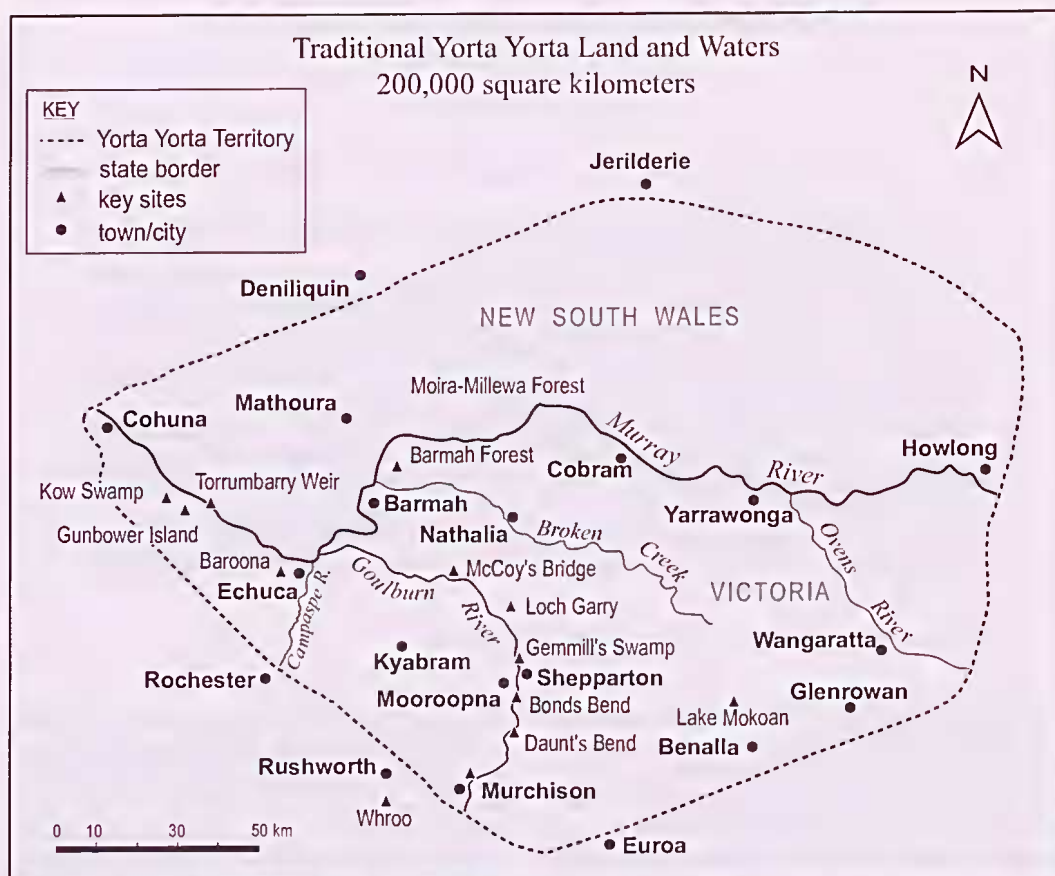 Traditional Yorta Yorta Land and Waters
200,000 square kilometers
N
KEY
Yorta Yorta Territory
state border
key sites
town/city
Jerilderie
Deniliquin
NEW SOUTH WALES
Moira-Millewa Forest
Mathoura
Cohuna
Murray
River
Howlong
Barmah Forest
Cobram
Kow Swamp
Torrumbarry Weir
Barmah
Yarrawonga
Gunbower Island
Nathalia
Broken
Creek
Ovens
River
Baroona
Echuca
Goulburn
River
McCoy's Bridge
VICTORIA
Campaspe R.
Loch Garry
Wangaratta
Kyabram
Gemmill's Swamp
Rochester
Shepparton
Mooroopna
Bonds Bend
Glenrowan
Lake Mokoan
Daunt's Bend
Benalla
Rushworth
Murchison
Whroo
0 10 30 50 km
Euroa